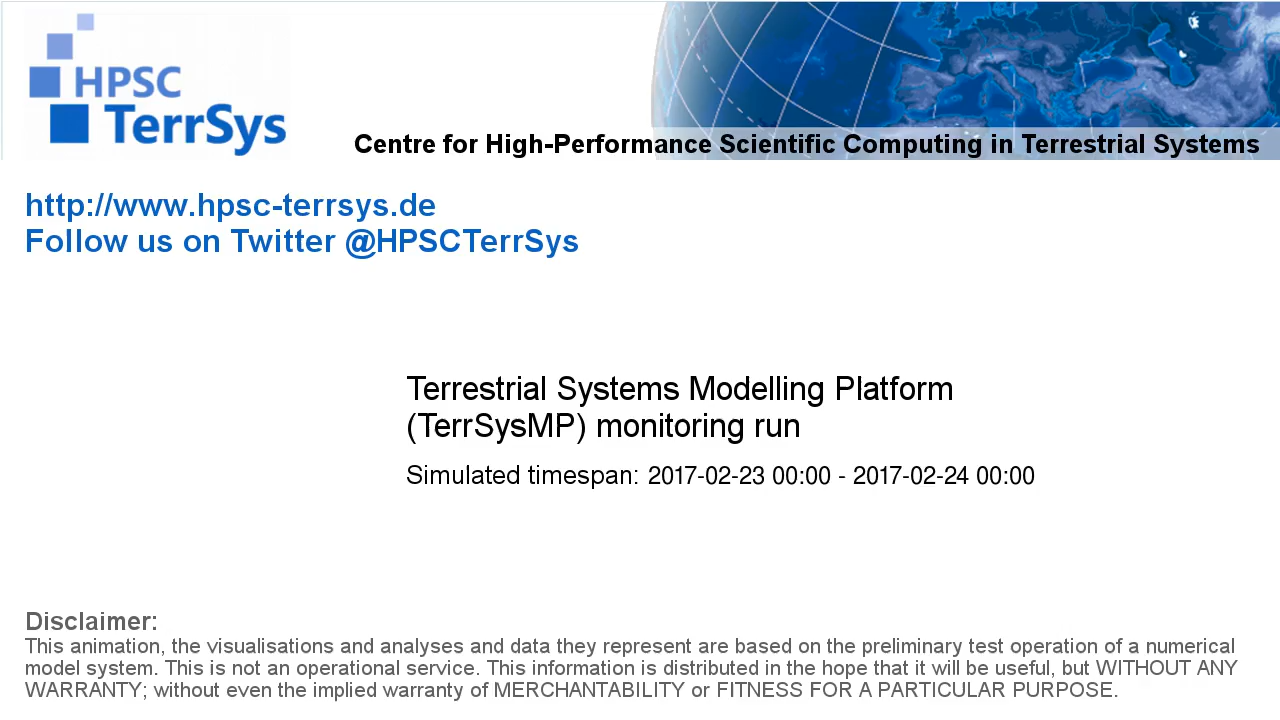 HPSC
TerrSys
Centre for High-Performance Scientific Computing in Terrestrial Systems
http://www.hpsc-terrsys.de
Follow us on Twitter @HPSCTerrSys
Terrestrial Systems Modelling Platform
(TerrSysMP) monitoring run
Simulated timespan: 2017-02-23 00:00 - 2017-02-24 00:00
Disclaimer:
This animation, the visualisations and analyses and data they represent are based on the preliminary test operation of a numerical
model system. This is not an operational service. This information is distributed in the hope that it will be useful, but WITHOUT ANY
WARRANTY; without even the implied warranty of MERCHANTABILITY or FITNESS FOR A PARTICULAR PURPOSE.